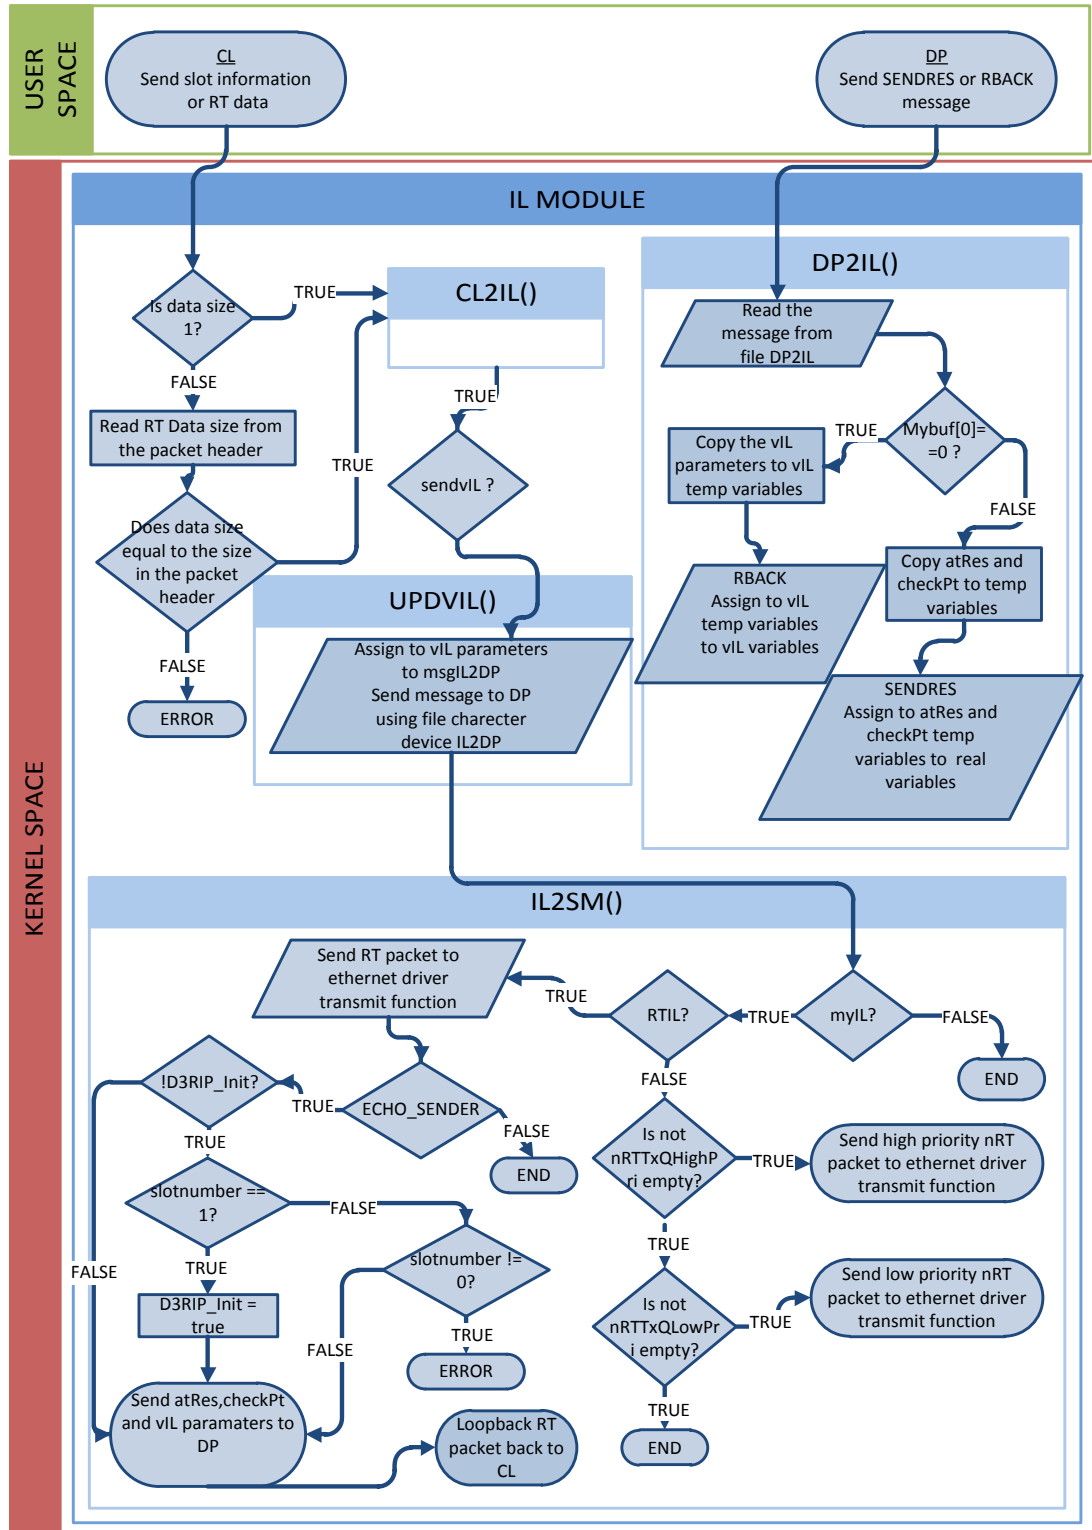 USER
SPACE
CL
Send slot information
or RT data
DP
Send SENDRES or RBACK
message
KERNEL SPACE
IL MODULE
Is data size
1?
TRUE
FALSE
Read RT Data size from
the packet header
Does data size
equal to the size
in the packet
header
TRUE
FALSE
ERROR
CL2IL()
TRUE
sendvIL ?
UPDVIL()
Assign to vIL parameters
to msgIL2DP
Send message to DP
using file charecter
device IL2DP
DP2IL()
Read the
message from
file DP2IL
Mybuf[0]=
=0 ?
TRUE
FALSE
Copy the vIL
parameters to vIL
temp variables
RBACK
Assign to vIL
temp variables
to vIL variables
Copy atRes and
checkPt to temp
variables
SENDRES
Assign to atRes and
checkPt temp
variables to  real
variables
IL2SM()
myIL?
FALSE
END
TRUE
RTIL?
TRUE
FALSE
Send RT packet to
ethernet driver
transmit function
ECHO_SENDER
FALSE
END
TRUE
!D3RIP_Init?
TRUE
FALSE
slotnumber ==
1?
FALSE
TRUE
D3RIP_Init =
true
slotnumber !=
0?
FALSE
TRUE
ERROR
Send atRes,checkPt
and vIL paramaters to
DP
Loopback RT
packet back to
CL
Is not
nRTTxQHighP
ri empty?
TRUE
Send high priority nRT
packet to ethernet driver
transmit function
TRUE
Is not
nRTTxQLowPr
i empty?
TRUE
Send low priority nRT
packet to ethernet driver
transmit function
TRUE
END